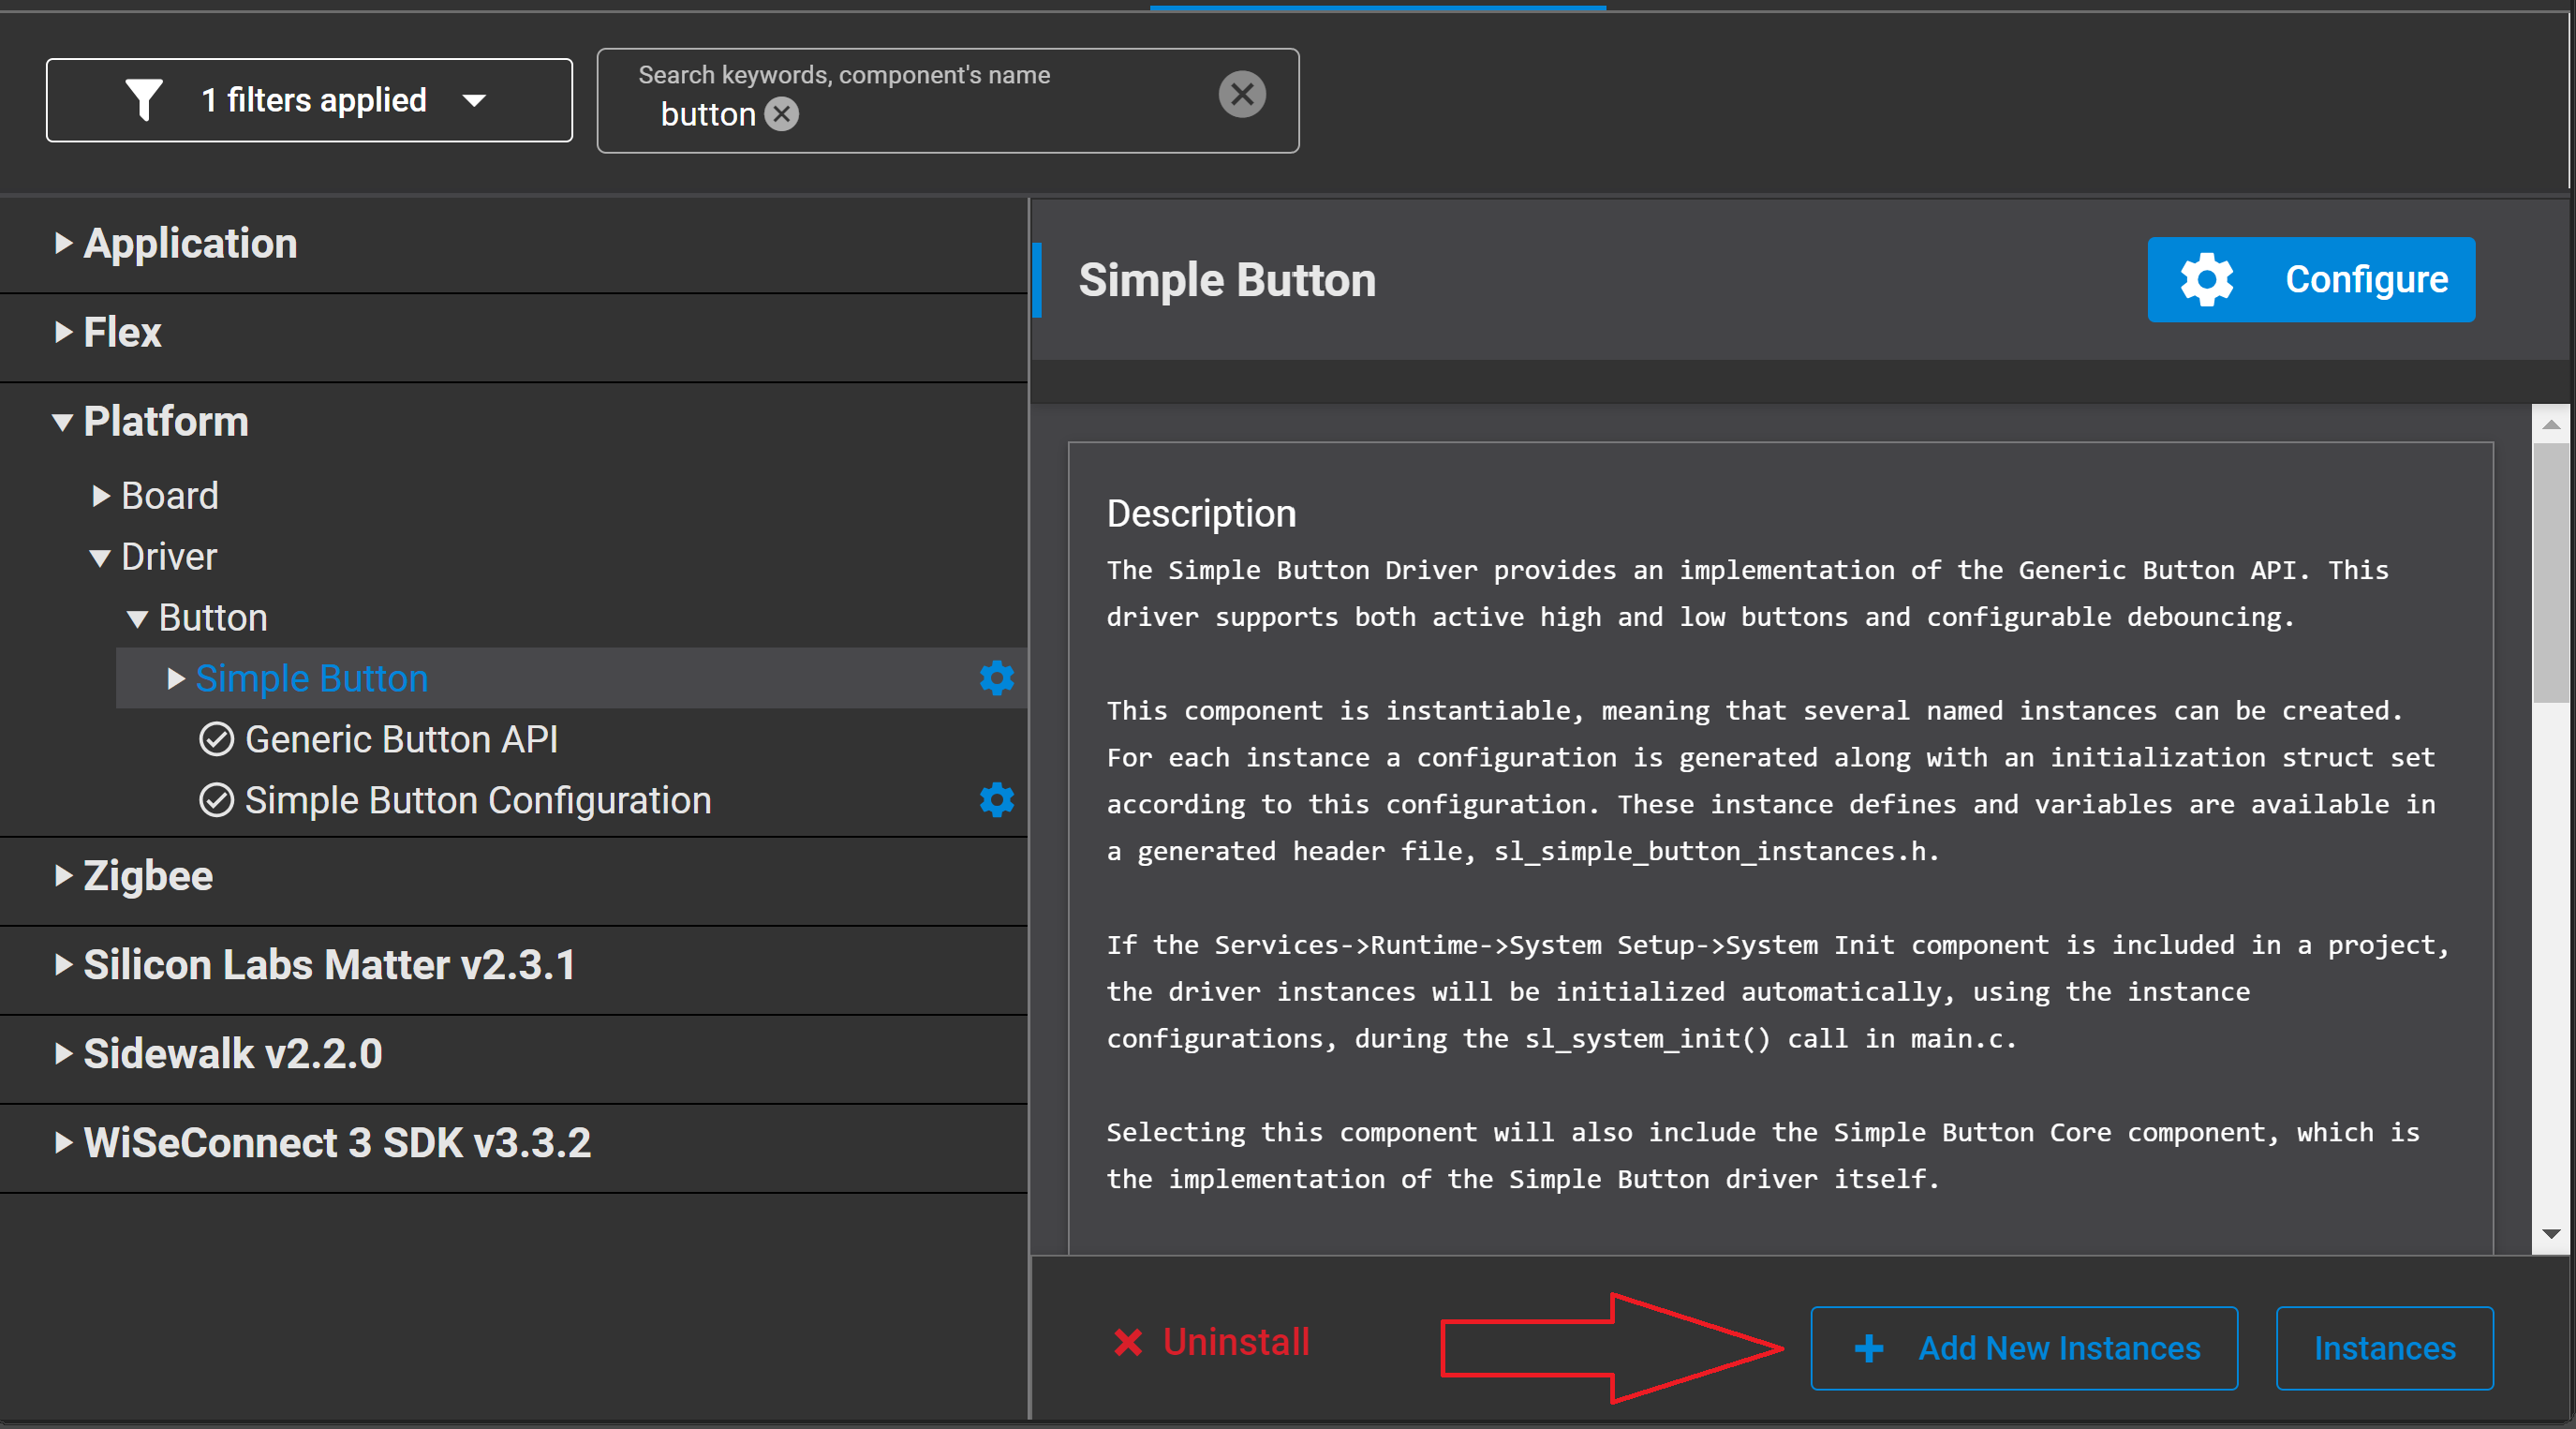 1 filters applied
Search keywords, component's name
button
Application
Flex
Platform
Board
Driver
Button
Simple Button
Generic Button API
Simple Button Configuration
Zigbee
Silicon Labs Matter v2.3.1
Sidewalk v2.2.0
WiSeConnect 3 SDK v3.3.2
Simple Button
Configure
Description
The Simple Button Driver provides an implementation of the Generic Button API. This
driver supports both active high and low buttons and configurable debouncing.
This component is instantiable, meaning that several named instances can be created.
For each instance a configuration is generated along with an initialization struct set
according to this configuration. These instance defines and variables are available in
a generated header file, sl_simple_button_instances.h.
If the Services->Runtime->System Setup->System Init component is included in a project,
the driver instances will be initialized automatically, using the instance
configurations, during the sl_system_init() call in main.c.
Selecting this component will also include the Simple Button Core component, which is
the implementation of the Simple Button driver itself.
Uninstall
Add New Instances
Instances